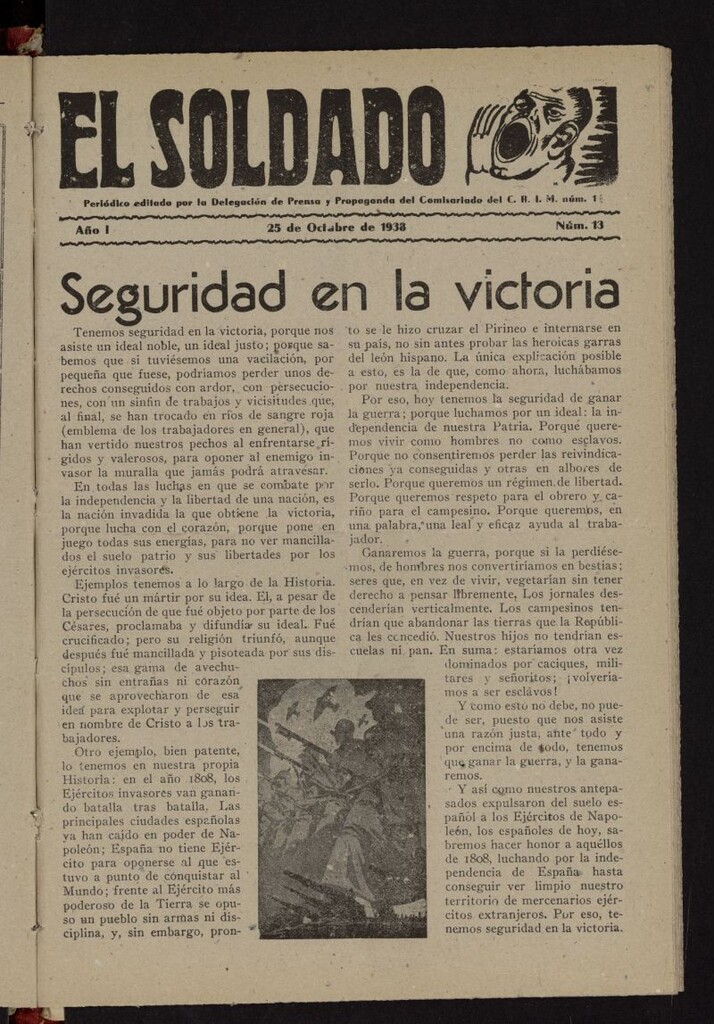 EL SOLDADO
Periódico editado por la Delegación de Prensa y Propaganda del Comisariado del C. R. I. M. núm.
Año I
25 de Octubre de 1938
Núm. 13
Seguridad en la victoria
Tenemos seguridad en la victoria, porque nos
asiste un ideal noble, un ideal justo; porque sa-
bemos que si tuviésemos una vacilación, por
pequeña que fuese, podríamos perder unos de-
rechos conseguidos con ardor, con persecucio-
nes, con un sinfín de trabajos y vicisitudes que,
al final, se han trocado en ríos de sangre roja
(emblema de los trabajadores en general), que
han vertido nuestros pechos al enfrentarse rí-
gidos y valerosos, para oponer al enemigo in-
vasor la muralla que jamás podrá atravesar.
En todas las luchas en que se combate por
la independencia y la libertad de una nación, es
la nación invadida la que obtiene la victoria,
porque lucha con el corazón, porque pone en
juego todas sus energías, para no ver mancilla-
dos el suelo patrio y sus libertades por los
ejércitos invasores.
Ejemplos tenemos a lo largo de la Historia.
Cristo fué un mártir por su idea. El, a pesar de
la persecución de que fué objeto por parte de los
Césares, proclamaba y difundía su ideal. Fué
crucificado; pero su religión triunfó, aunque
después fué mancillada y pisoteada por sus dis-
cípulos; esa gama de avechu-
chos sin entrañas ni corazón
que se aprovecharon de esa
idea para explotar y perseguir
en nombre de Cristo a los tra-
bajadores.
Otro ejemplo, bien patente,
lo tenemos en nuestra propia
Historia: en el año 1808, los
Ejércitos invasores van ganan-
do batalla tras batalla. Las
principales ciudades españolas
ya han caído en poder de Na-
poleón; España no tiene Ejér-
cito para oponerse al que es-
tuvo a punto de conquistar al
Mundo; frente al Ejército más
poderoso de la Tierra se opu-
so un pueblo sin armas ni dis-
ciplina, y, sin embargo, pron-
to se le hizo cruzar el Pirineo e internarse en
su país, no sin antes probar las heroicas garras
del león hispano. La única explicación posible
a esto, es la de que, como ahora, luchábamos
por nuestra independencia.
Por eso, hoy tenemos la seguridad de ganar
la guerra; porque luchamos por un ideal: la in-
dependencia de nuestra Patria. Porque quere-
mos vivir como hombres no como esclavos.
Porque no consentiremos perder las reivindica-
ciones ya conseguidas y otras en albores de
serlo. Porque queremos un régimen de libertad.
Porque queremos respeto para el obrero y ca-
riño para el campesino. Porque queremos, en
una palabra, una leal y eficaz ayuda al traba-
jador.
Ganaremos la guerra, porque si la perdiése-
mos, de hombres nos convertiríamos en bestias;
seres que, en vez de vivir, vegetarían sin tener
derecho a pensar libremente. Los jornales des-
cenderían verticalmente. Los campesinos ten-
drían que abandonar las tierras que la Repúbli-
ca les concedió. Nuestros hijos no tendrían es-
cuelas ni pan. En suma: estaríamos otra vez
dominados por caciques, mili-
tares y señoritos; ¡volvería-
mos a ser esclavos!
Y como esto no debe, no pue-
de ser, puesto que nos asiste
una razón justa, ante todo y
por encima de todo, tenemos
que ganar la guerra, y la gana-
remos.
Y así como nuestros antepa-
sados expulsaron del suelo es-
pañol a los Ejércitos de Napo-
león, los españoles de hoy, sa-
bremos hacer honor a aquéllos
de 1808, luchando por la inde-
pendencia de España hasta
conseguir ver limpio nuestro
territorio de mercenarios ejér-
citos extranjeros. Por eso, te-
nemos seguridad en la victoria.